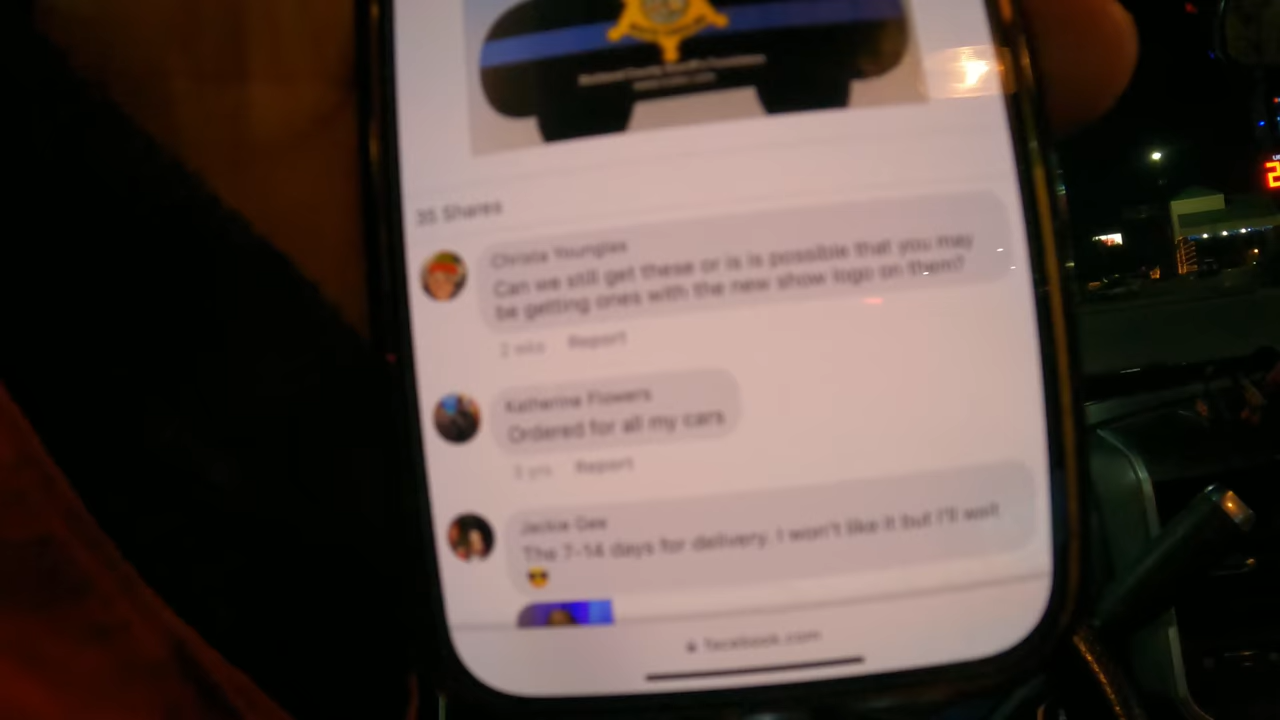 35 Shares
Christa Younglas
Can we still get these or is is possible that you may
be getting ones with the new show logo on them?
2 wks Report
Katherine Flowers
Ordered for all my cars
3 yrs Report
Jackie Gee
The 7-14 days for delivery. I won't like it but I'll wait
facebook.com
2